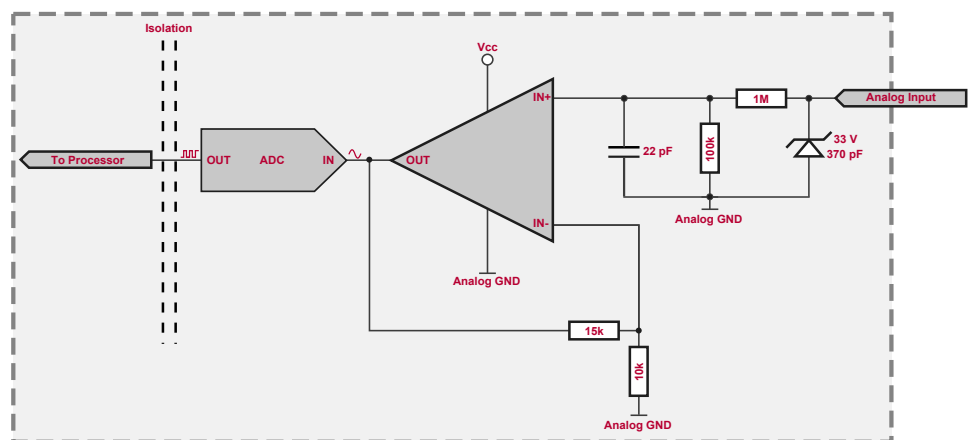 Isolation
Vcc
IN+
1M
Analog Input
To Processor
OUT
ADC
IN
OUT
22 pF
100k
33 V
370 pF
Analog GND
IN-
Analog GND
15k
10k
Analog GND